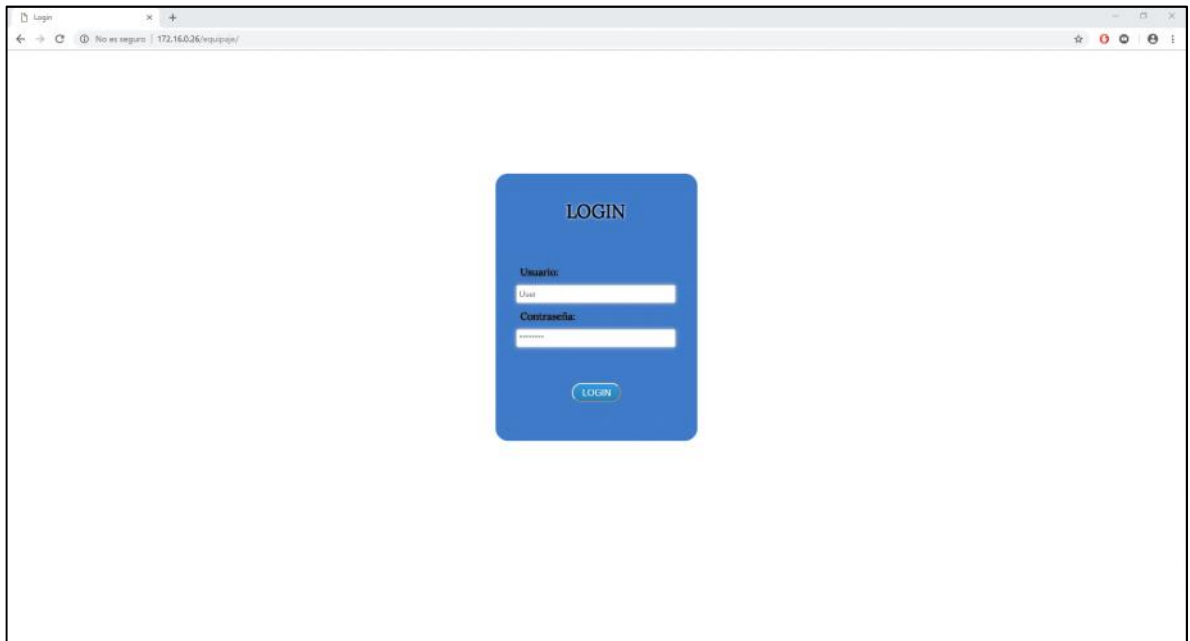 Login
No es seguro | 172.16.0.26/equipaje/
LOGIN
Usuario:
User
Contraseña:
********
LOGIN